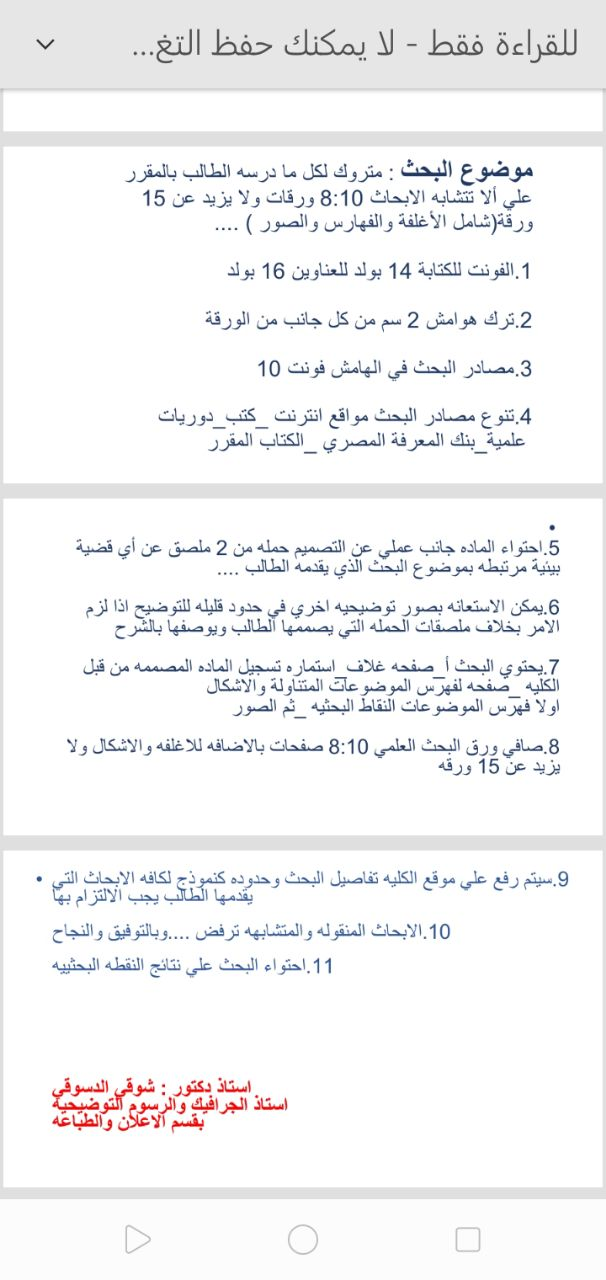 للقراءة فقط - لا يمكنك حفظ التغ...
موضوع البحث : متروك لكل ما درسه الطالب بالمقرر
علي ألا تتشابه الابحاث 8:10 ورقات ولا يزيد عن 15
ورقة(شامل الأغلفة والفهارس والصور ) ....
1.الفونت للكتابة 14 بولد للعناوين 16 بولد
2.ترك هوامش 2 سم من كل جانب من الورقة
3.مصادر البحث في الهامش فونت 10
4.تنوع مصادر البحث مواقع انترنت _كتب_دوريات
علمية_بنك المعرفة المصري _الكتاب المقرر
•
5.احتواء الماده جانب عملي عن التصميم حمله من 2 ملصق عن أي قضية
بيئية مرتبطه بموضوع البحث الذي يقدمه الطالب ....
6.يمكن الاستعانه بصور توضيحيه اخري في حدود قليله للتوضيح اذا لزم
الامر بخلاف ملصقات الحمله التي يصممها الطالب ويوصفها بالشرح
7.يحتوي البحث أ_صفحه غلاف_استماره تسجيل الماده المصممه من قبل
الكليه _صفحه لفهرس الموضوعات المتناولة والاشكال
اولا فهرس الموضوعات النقاط البحثيه _ثم الصور
8.صافي ورق البحث العلمي 8:10 صفحات بالاضافه للاغلفه والاشكال ولا
يزيد عن 15 ورقه
• 9.سيتم رفع علي موقع الكليه تفاصيل البحث وحدوده كنموذج لكافه الابحاث التي
يقدمها الطالب يجب الالتزام بها
10.الابحاث المنقوله والمتشابهه ترفض ....وبالتوفيق والنجاح
11.احتواء البحث علي نتائج النقطه البحثييه
استاذ دكتور : شوقي الدسوقي
استاذ الجرافيك والرسوم التوضيحية
بقسم الاعلان والطباعه